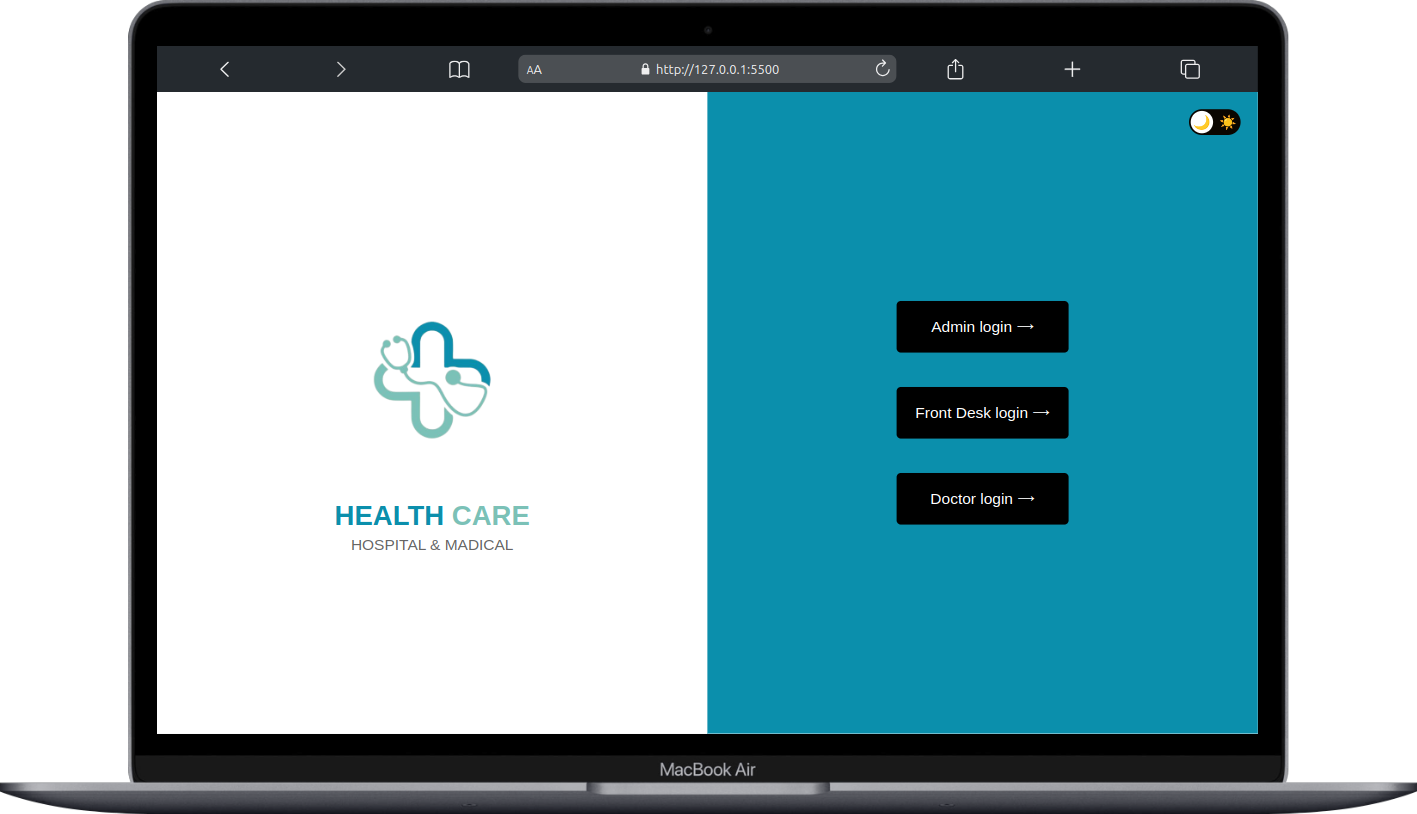 AA
http://127.0.0.1:5500
Admin login →
Front Desk login →
Doctor login →
HEALTH CARE
HOSPITAL & MADICAL
MacBook Air